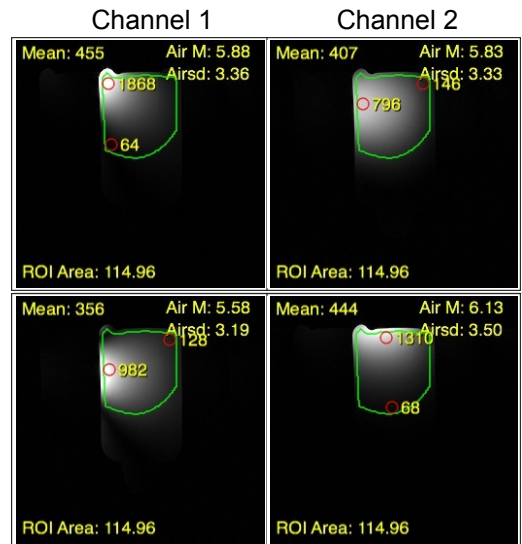 Channel 1 Channel 2
Mean: 455 Air M: 5.88
Airsd: 3.36
1868
64
ROI Area: 114.96
Mean: 407 Air M: 5.83
Airsd: 3.33
146
796
ROI Area: 114.96
Mean: 356 Air M: 5.58
Airsd: 3.19
128
982
ROI Area: 114.96
Mean: 444 Air M: 6.13
Airsd: 3.50
1310
68
ROI Area: 114.96